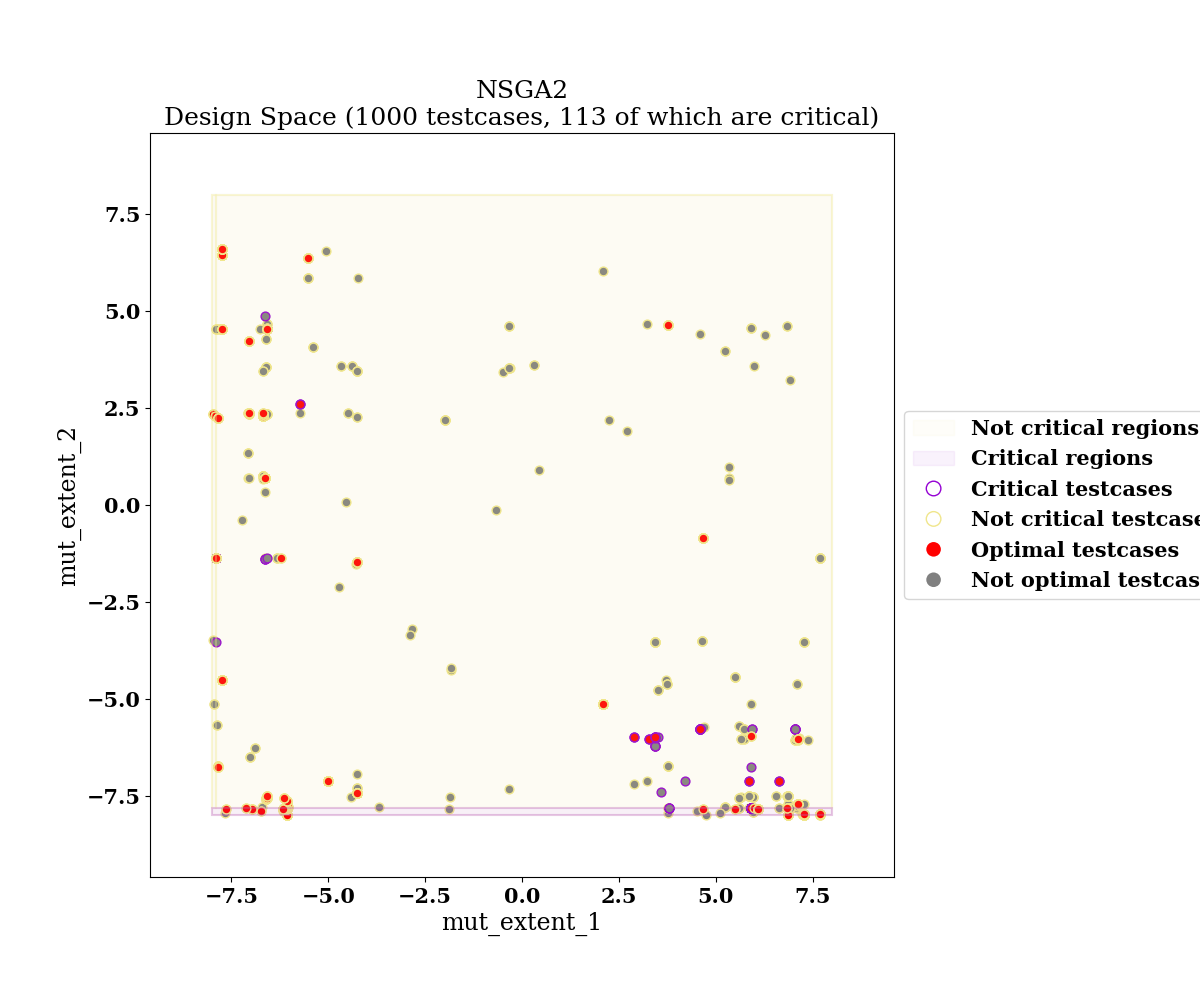 NSGA2
Design Space (1000 testcases, 113 of which are critical)
7.5
5.0
2.5
0.0
−2.5
−5.0
−7.5
mut_extent_2
−7.5 −5.0 −2.5 0.0 2.5 5.0 7.5
mut_extent_1
Not critical regions
Critical regions
Critical testcases
Not critical testcase
Optimal testcases
Not optimal testcas